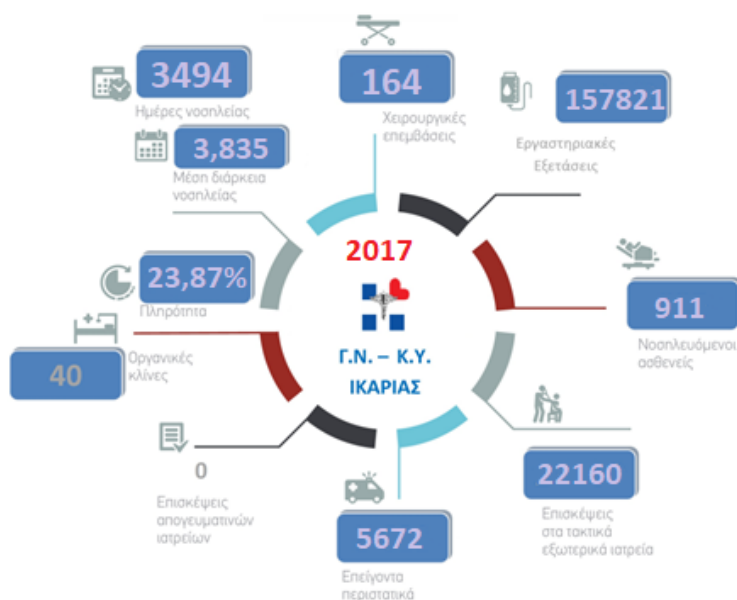 3494
Ημέρες νοσηλείας
3,835
Μέση διάρκεια
νοσηλείας
164
Χειρουργικές
επεμβάσεις
157821
Εργαστηριακές
Εξετάσεις
23,87%
Πληρότητα
40
Οργανικές
κλίνες
2017
Γ.Ν. – Κ.Υ.
ΙΚΑΡΙΑΣ
911
Νοσηλευόμενοι
ασθενείς
0
Επισκέψεις
απογευματινών
ιατρείων
5672
Επείγοντα
περιστατικά
22160
Επισκέψεις
στα τακτικά
εξωτερικά ιατρεία